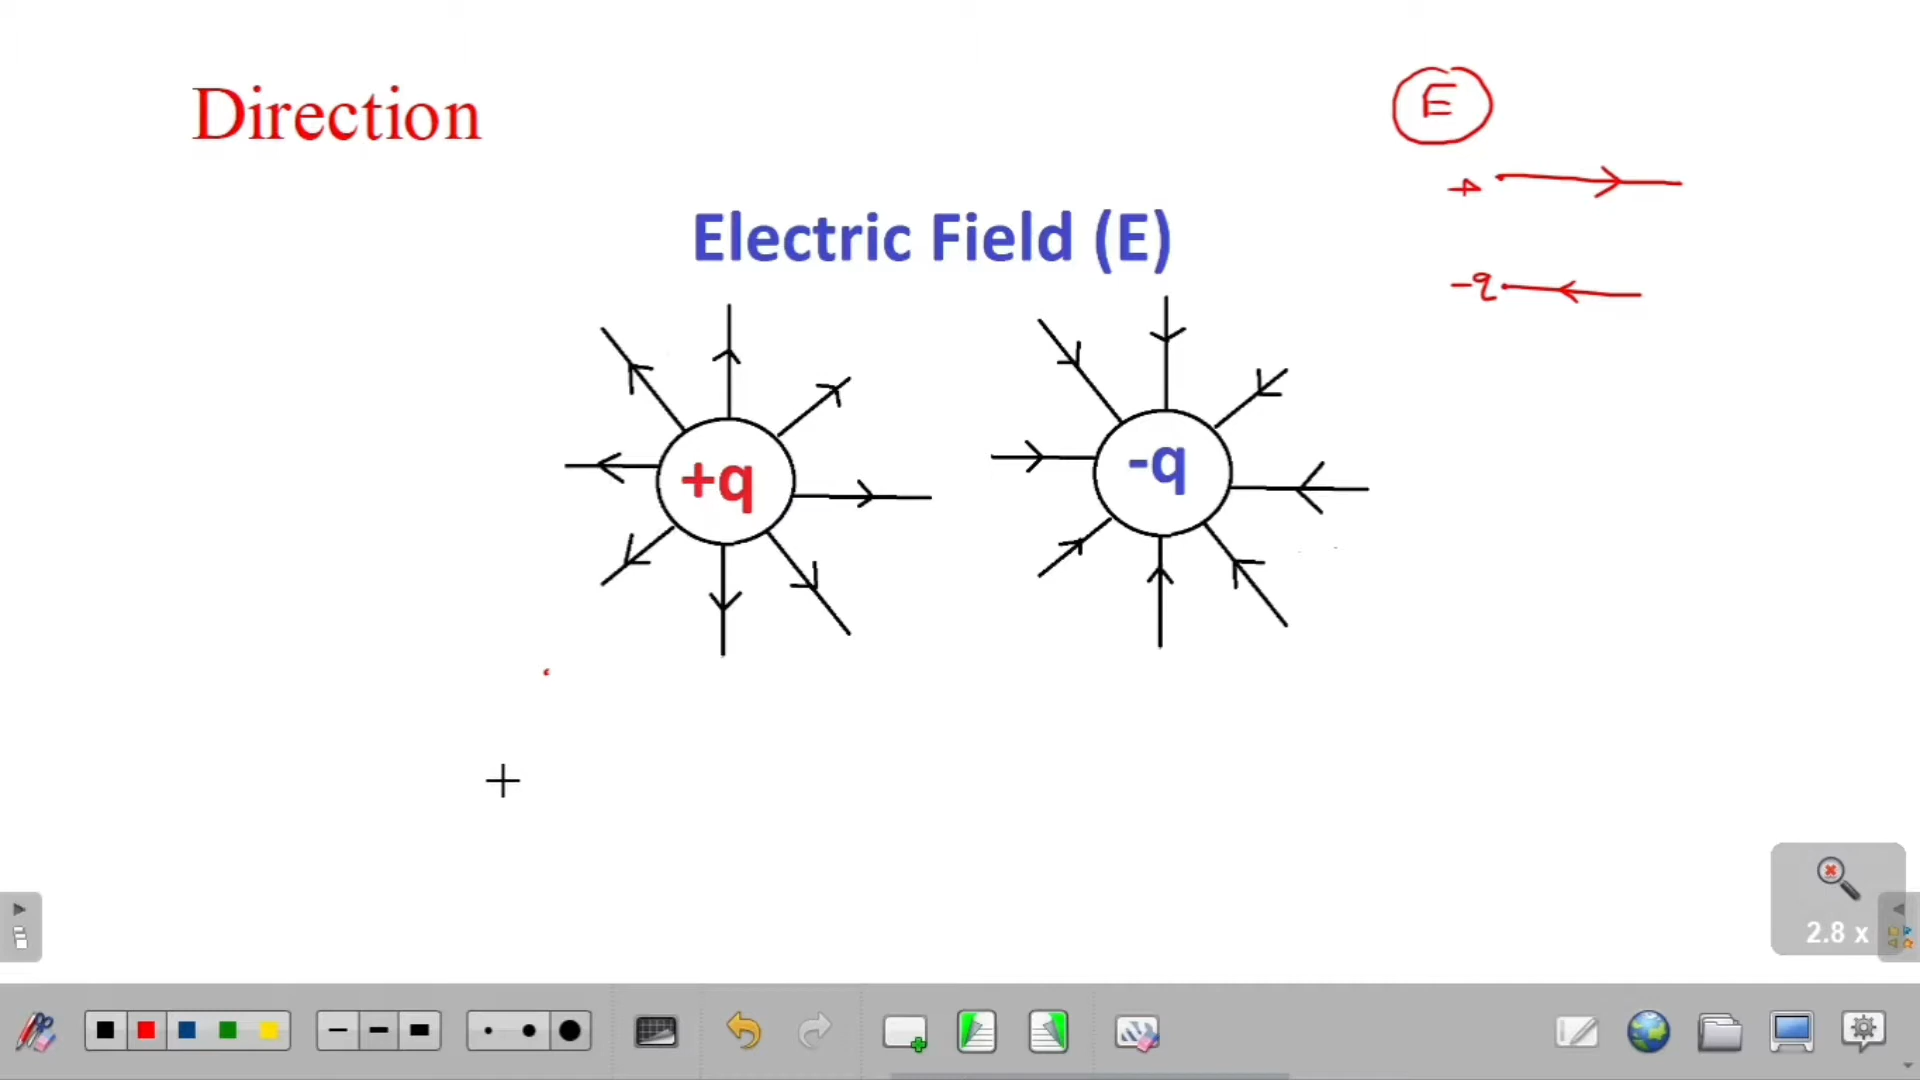 Direction
E
+
Electric Field (E)
-q
+q
-q
2.8 x